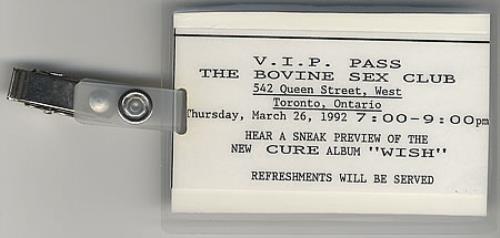 V.I.P. PASS
THE BOVINE SEX CLUB
542 Queen Street, West
Toronto, Ontario
Thursday, March 26, 1992 7:00-9:00pm
HEAR A SNEAK PREVIEW OF THE
NEW CURE ALBUM "WISH"
REFRESHMENTS WILL BE SERVED